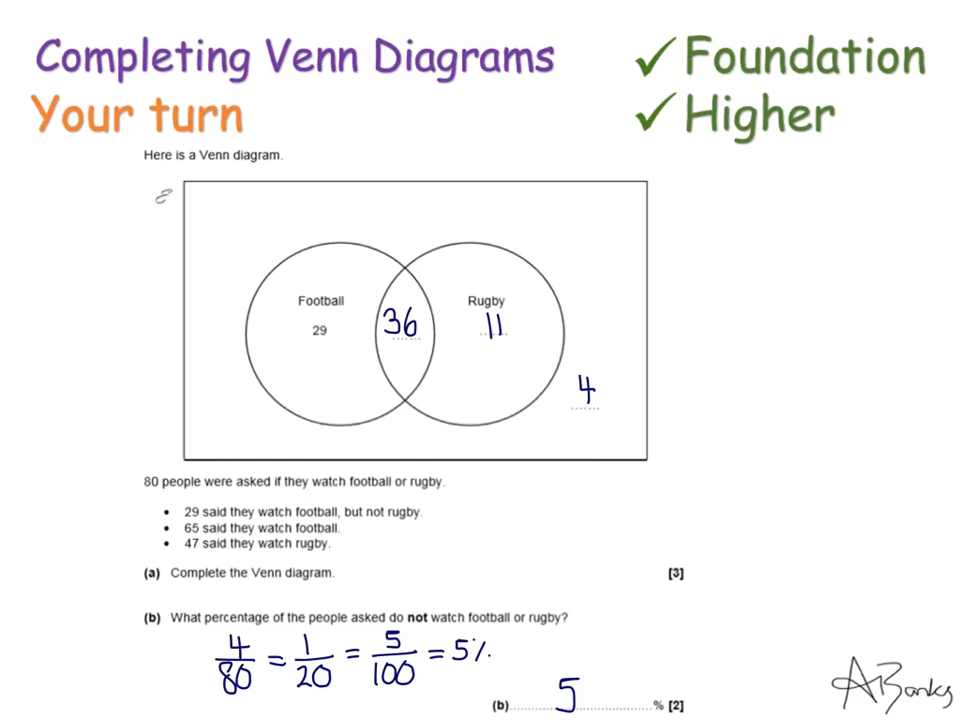 Completing Venn Diagrams
✓ Foundation
Your turn
✓ Higher
Here is a Venn diagram.
ℰ
Football
Rugby
29
36
11
4
80 people were asked if they watch football or rugby.
• 29 said they watch football, but not rugby.
• 65 said they watch football.
• 47 said they watch rugby.
(a) Complete the Venn diagram. [3]
(b) What percentage of the people asked do not watch football or rugby?
4/80 = 1/20 = 5/100 = 5%
(b) 5 % [2]
ABanks